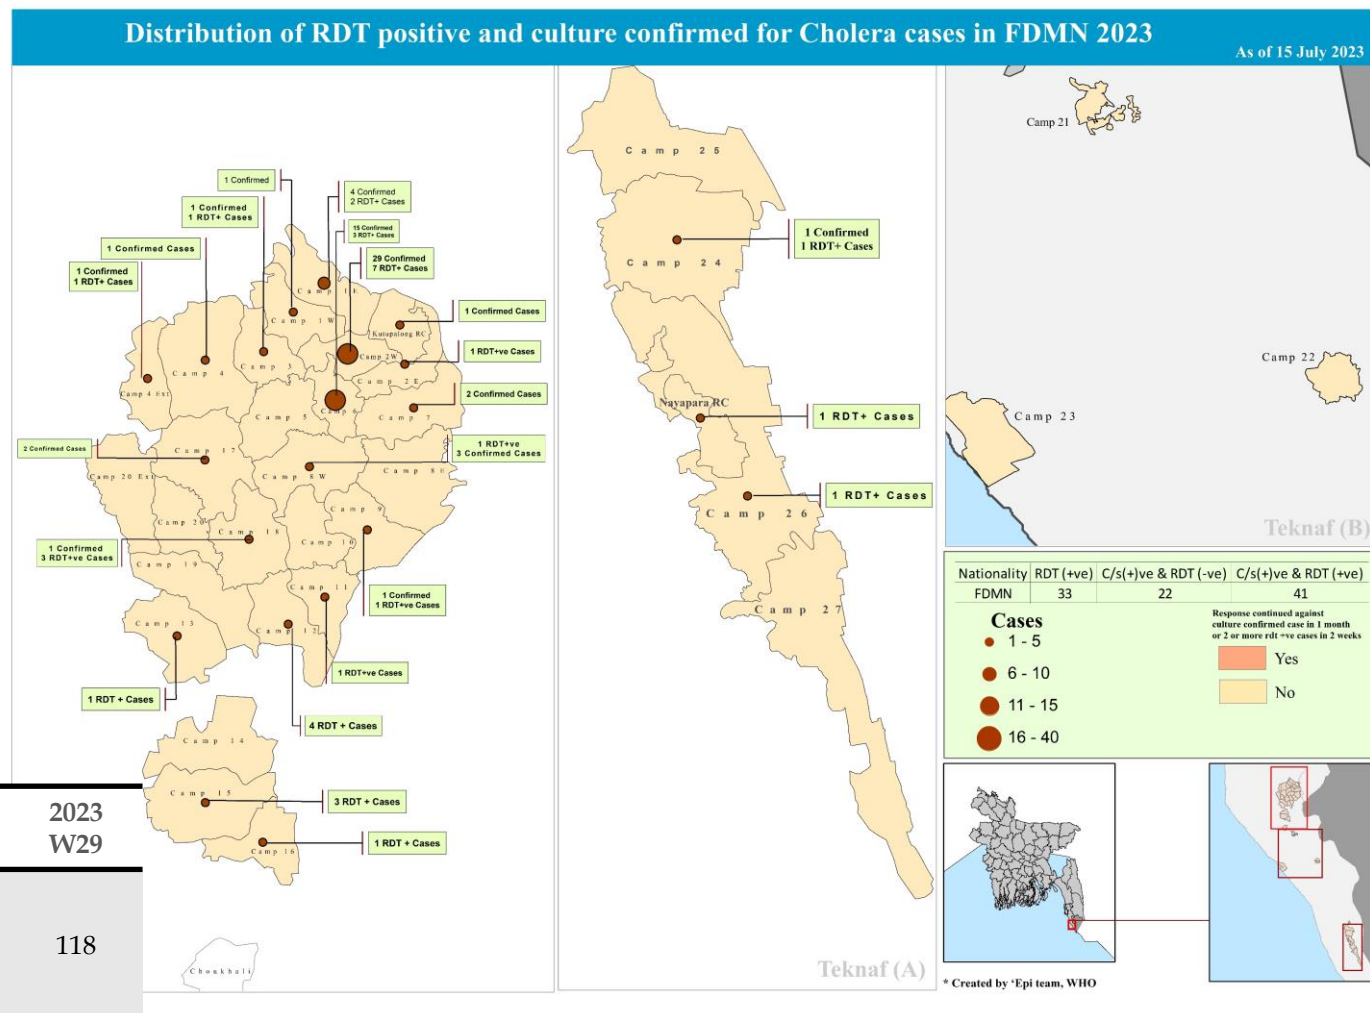 Distribution of RDT positive and culture confirmed for Cholera cases in FDMN 2023
As of 15 July 2023
1 Confirmed
4 Confirmed
2 RDT+ Cases
1 Confirmed
1 RDT+ Cases
15 Confirmed
3 RDT+ Cases
1 Confirmed Cases
29 Confirmed
7 RDT+ Cases
1 Confirmed
1 RDT+ Cases
1 Confirmed Cases
1 RDT+ve Cases
2 Confirmed Cases
1 RDT+ve
3 Confirmed Cases
2 Confirmed Cases
1 Confirmed
3 RDT+ve Cases
1 Confirmed
1 RDT+ve Cases
1 RDT+ve Cases
1 RDT + Cases
4 RDT + Cases
3 RDT + Cases
1 RDT + Cases
Camp 1E
Camp 1W
Kutupalong RC
Camp 2W
Camp 3
Camp 4
Camp 2E
Camp 4 Ext
Camp 5
Camp 6
Camp 7
Camp 17
Camp 8W
Camp 8E
Camp 20 Ext
Camp 9
Camp 20
Camp 18
Camp 10
Camp 19
Camp 11
Camp 13
Camp 12
Camp 14
Camp 15
Camp 16
Choukhali
2023
W29
118
Camp 25
1 Confirmed
1 RDT+ Cases
Camp 24
Nayapara RC
1 RDT+ Cases
1 RDT+ Cases
Camp 26
Camp 27
Teknaf (A)
Camp 21
Camp 22
Camp 23
Teknaf (B)
Nationality RDT (+ve) C/s(+)ve & RDT (-ve) C/s(+)ve & RDT (+ve)
FDMN 33 22 41
Cases
1 - 5
6 - 10
11 - 15
16 - 40
Response continued against
culture confirmed case in 1 month
or 2 or more rdt +ve cases in 2 weeks
Yes
No
* Created by 'Epi team, WHO